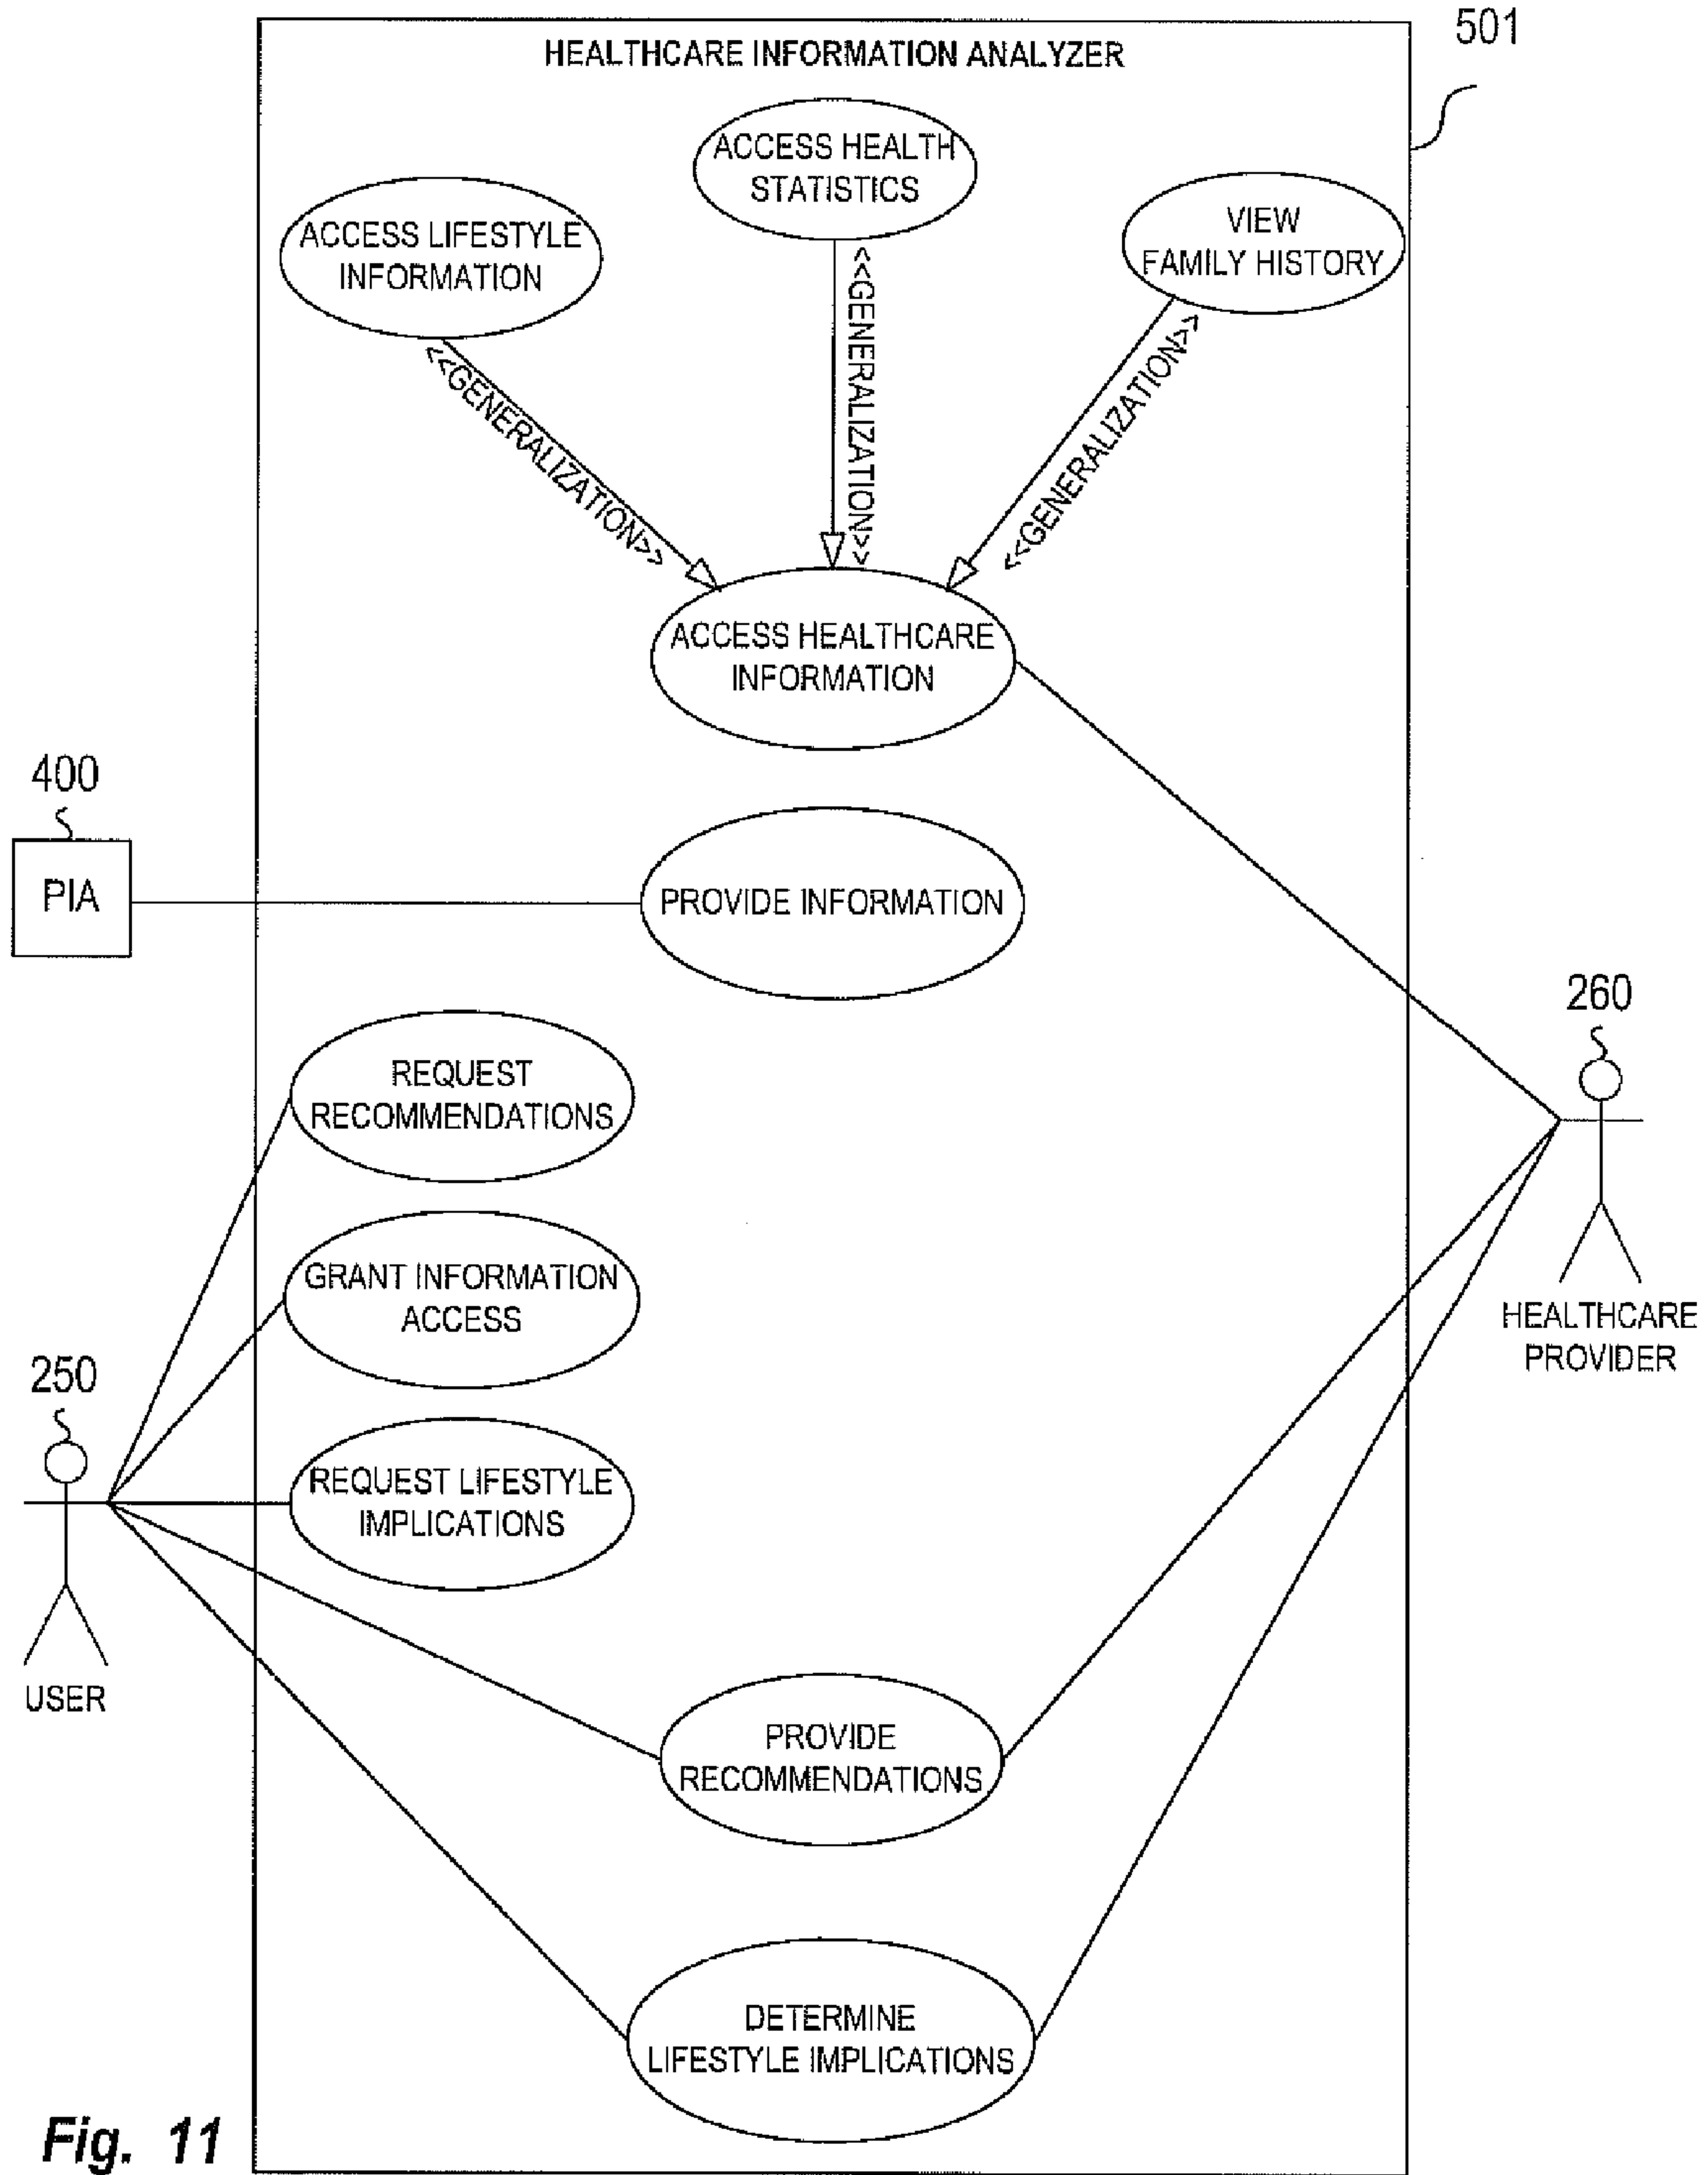 501
HEALTHCARE INFORMATION ANALYZER
ACCESS HEALTH
STATISTICS
ACCESS LIFESTYLE
INFORMATION
VIEW
FAMILY HISTORY
<<GENERALIZATION>>
<<GENERALIZATION>>
<<GENERALIZATION>>
ACCESS HEALTHCARE
INFORMATION
400
PIA
PROVIDE INFORMATION
260
HEALTHCARE
PROVIDER
REQUEST
RECOMMENDATIONS
GRANT INFORMATION
ACCESS
250
USER
REQUEST LIFESTYLE
IMPLICATIONS
PROVIDE
RECOMMENDATIONS
DETERMINE
LIFESTYLE IMPLICATIONS
Fig. 11